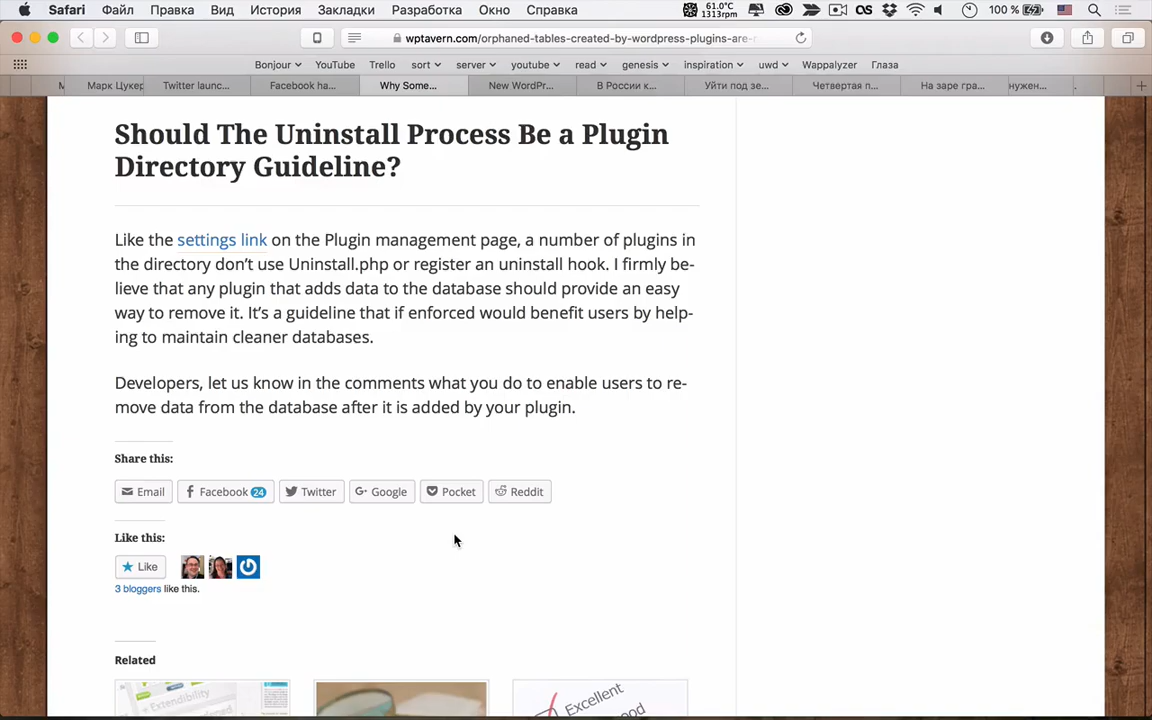 Safari Файл Правка Вид История Закладки Разработка Окно Справка 61.0°C 1313rpm 100 %
wptavern.com/orphaned-tables-created-by-wordpress-plugins-are-
Bonjour YouTube Trello sort server youtube read genesis inspiration uwd Wappalyzer Глаза
Марк Цукер Twitter launc... Facebook ha... Why Some... New WordPr... В России к... Уйти под зе... Четвертая п... На заре гра... нужен...
Should The Uninstall Process Be a Plugin
Directory Guideline?
Like the settings link on the Plugin management page, a number of plugins in
the directory don’t use Uninstall.php or register an uninstall hook. I firmly be-
lieve that any plugin that adds data to the database should provide an easy
way to remove it. It’s a guideline that if enforced would benefit users by help-
ing to maintain cleaner databases.
Developers, let us know in the comments what you do to enable users to re-
move data from the database after it is added by your plugin.
Share this:
Email Facebook 24 Twitter Google Pocket Reddit
Like this:
Like
3 bloggers like this.
Related
Extendibility
Excellent